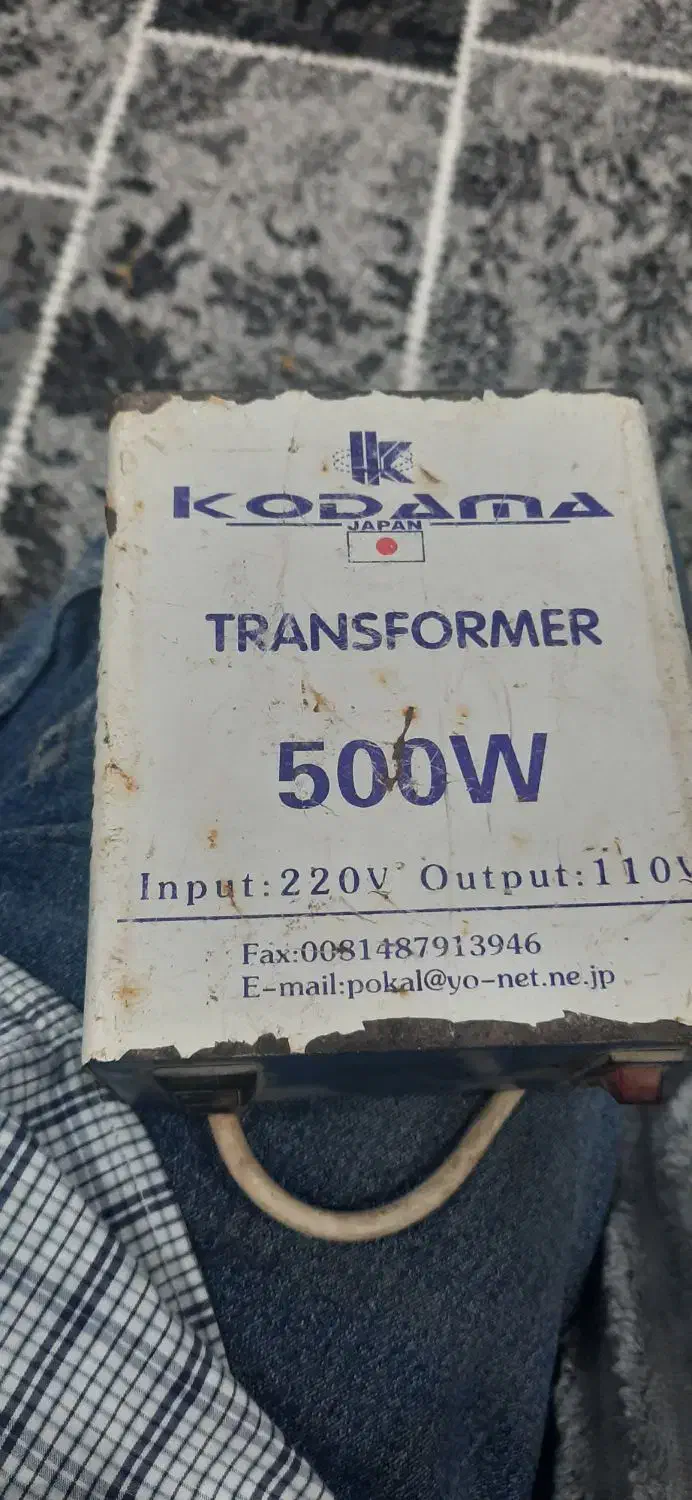 KODAMA
JAPAN
TRANSFORMER
500W
Input:220V Output:110V
Fax:0081487913946
E-mail:pokal@yo-net.ne.jp